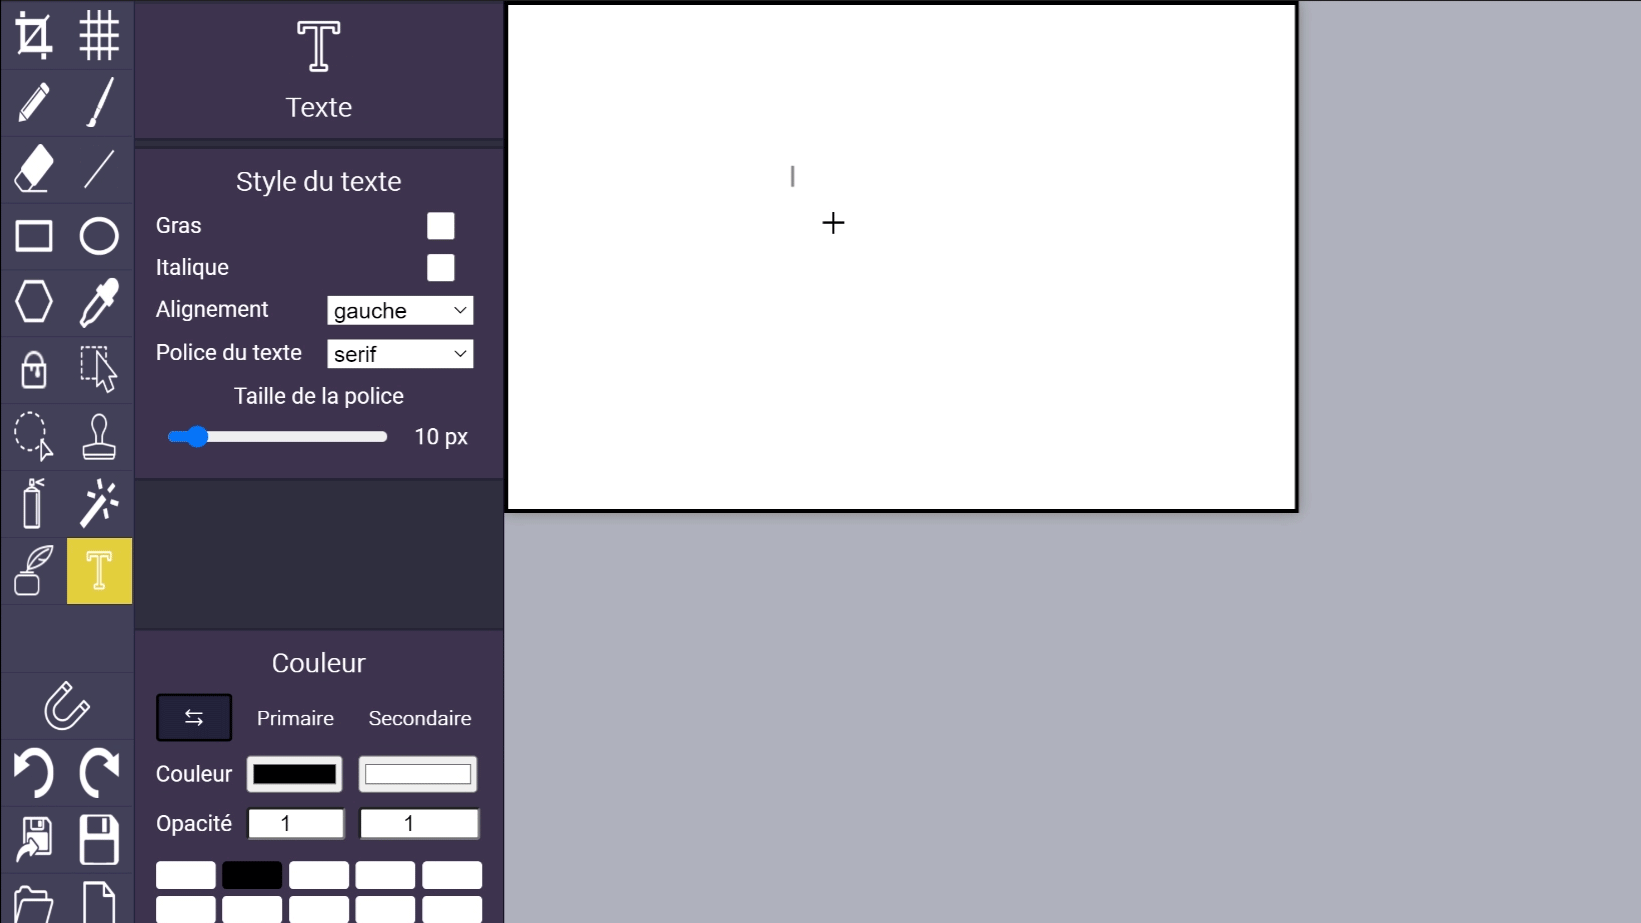 Texte
Style du texte
Gras
Italique
Alignement gauche
Police du texte serif
Taille de la police
10 px
Couleur
Primaire Secondaire
Couleur
Opacité 1 1